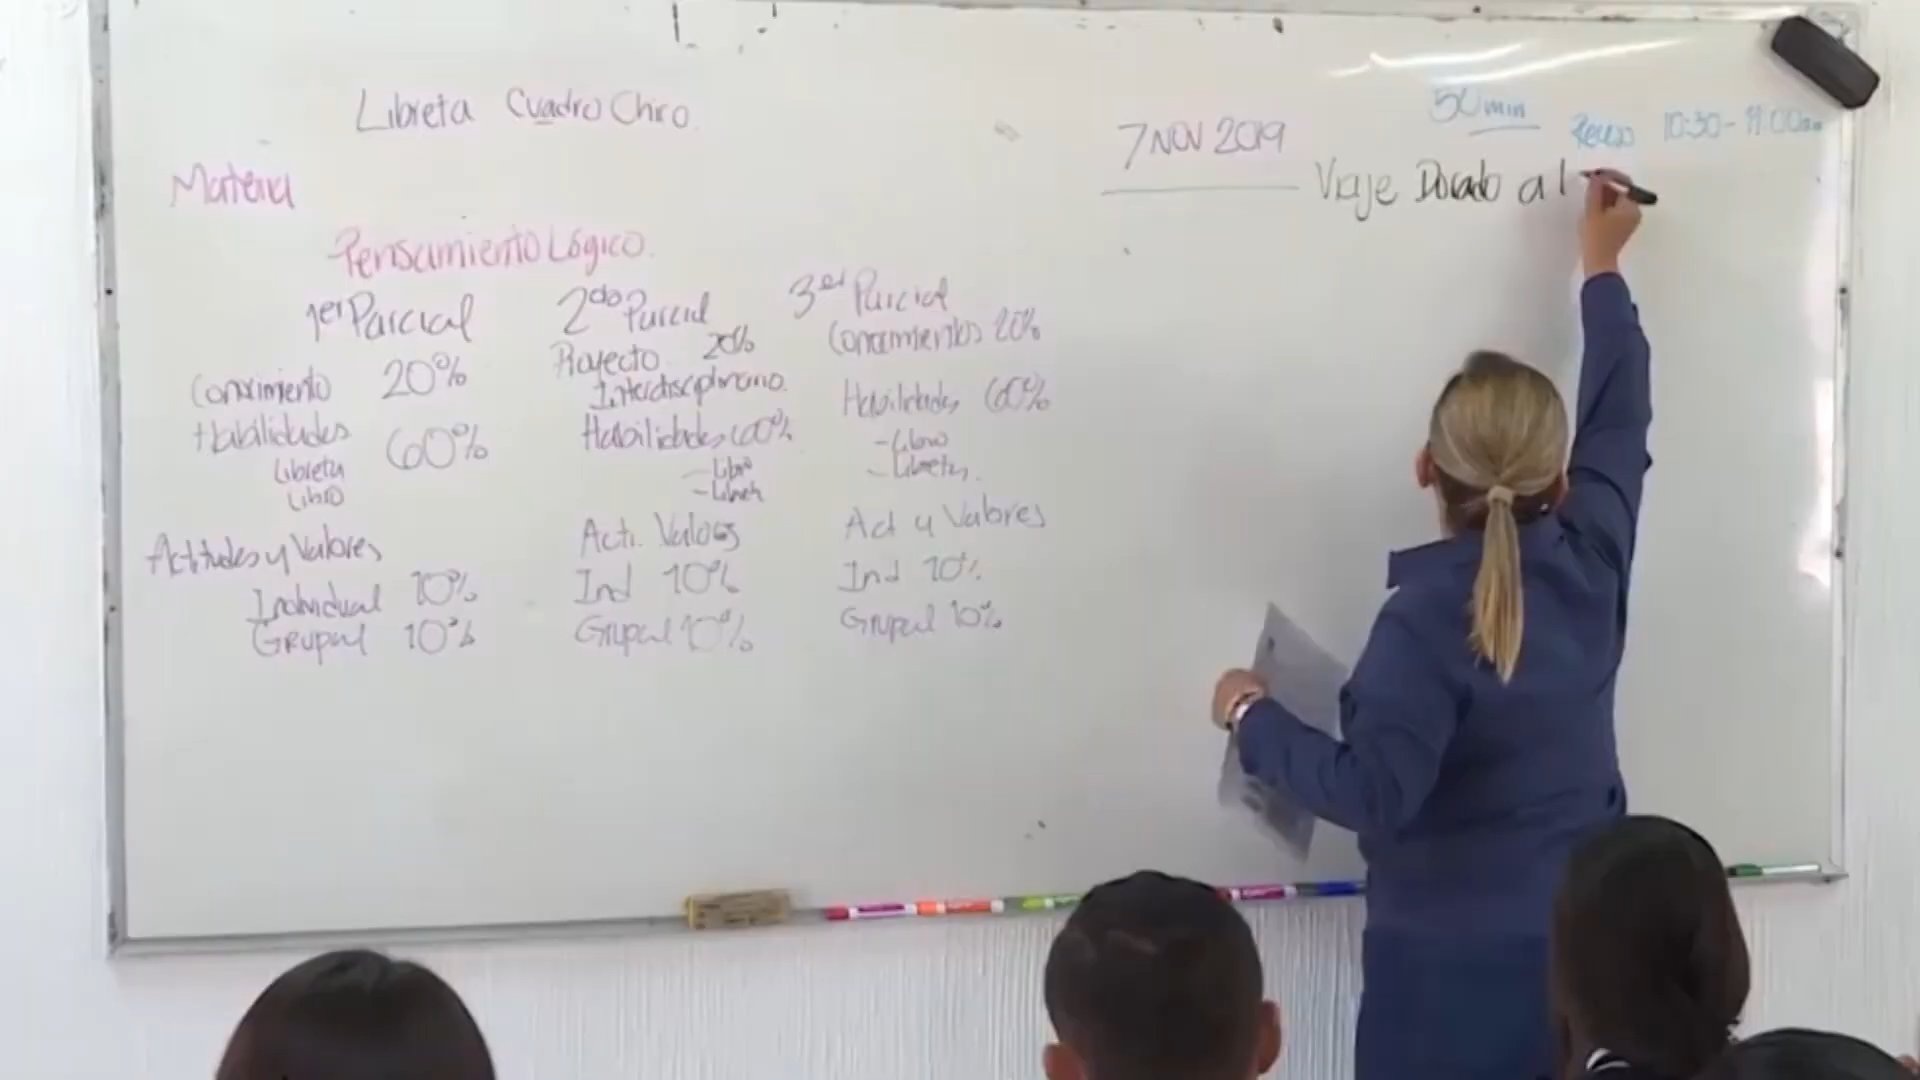 Libreta Cuadro Chico.
Materia
Pensamiento Lógico.
1er Parcial
Conocimiento 20%
Habilidades 60%
Libreta
Libro
Actitudes y Valores
Individual 10%
Grupal 10%
2do Parcial
Proyecto 20%
Interdisciplinario.
Habilidades 60%
- Libro
- Libreta
Acti. Valores
Ind 10%
Grupal 10%
3er Parcial
Conocimientos 20%
Habilidades 60%
- Libro
- Libreta.
Act y Valores
Ind 10%
Grupal 10%
50 min
Receso 10:30-11:00am
7 NOV 2019
Viaje Dorado al